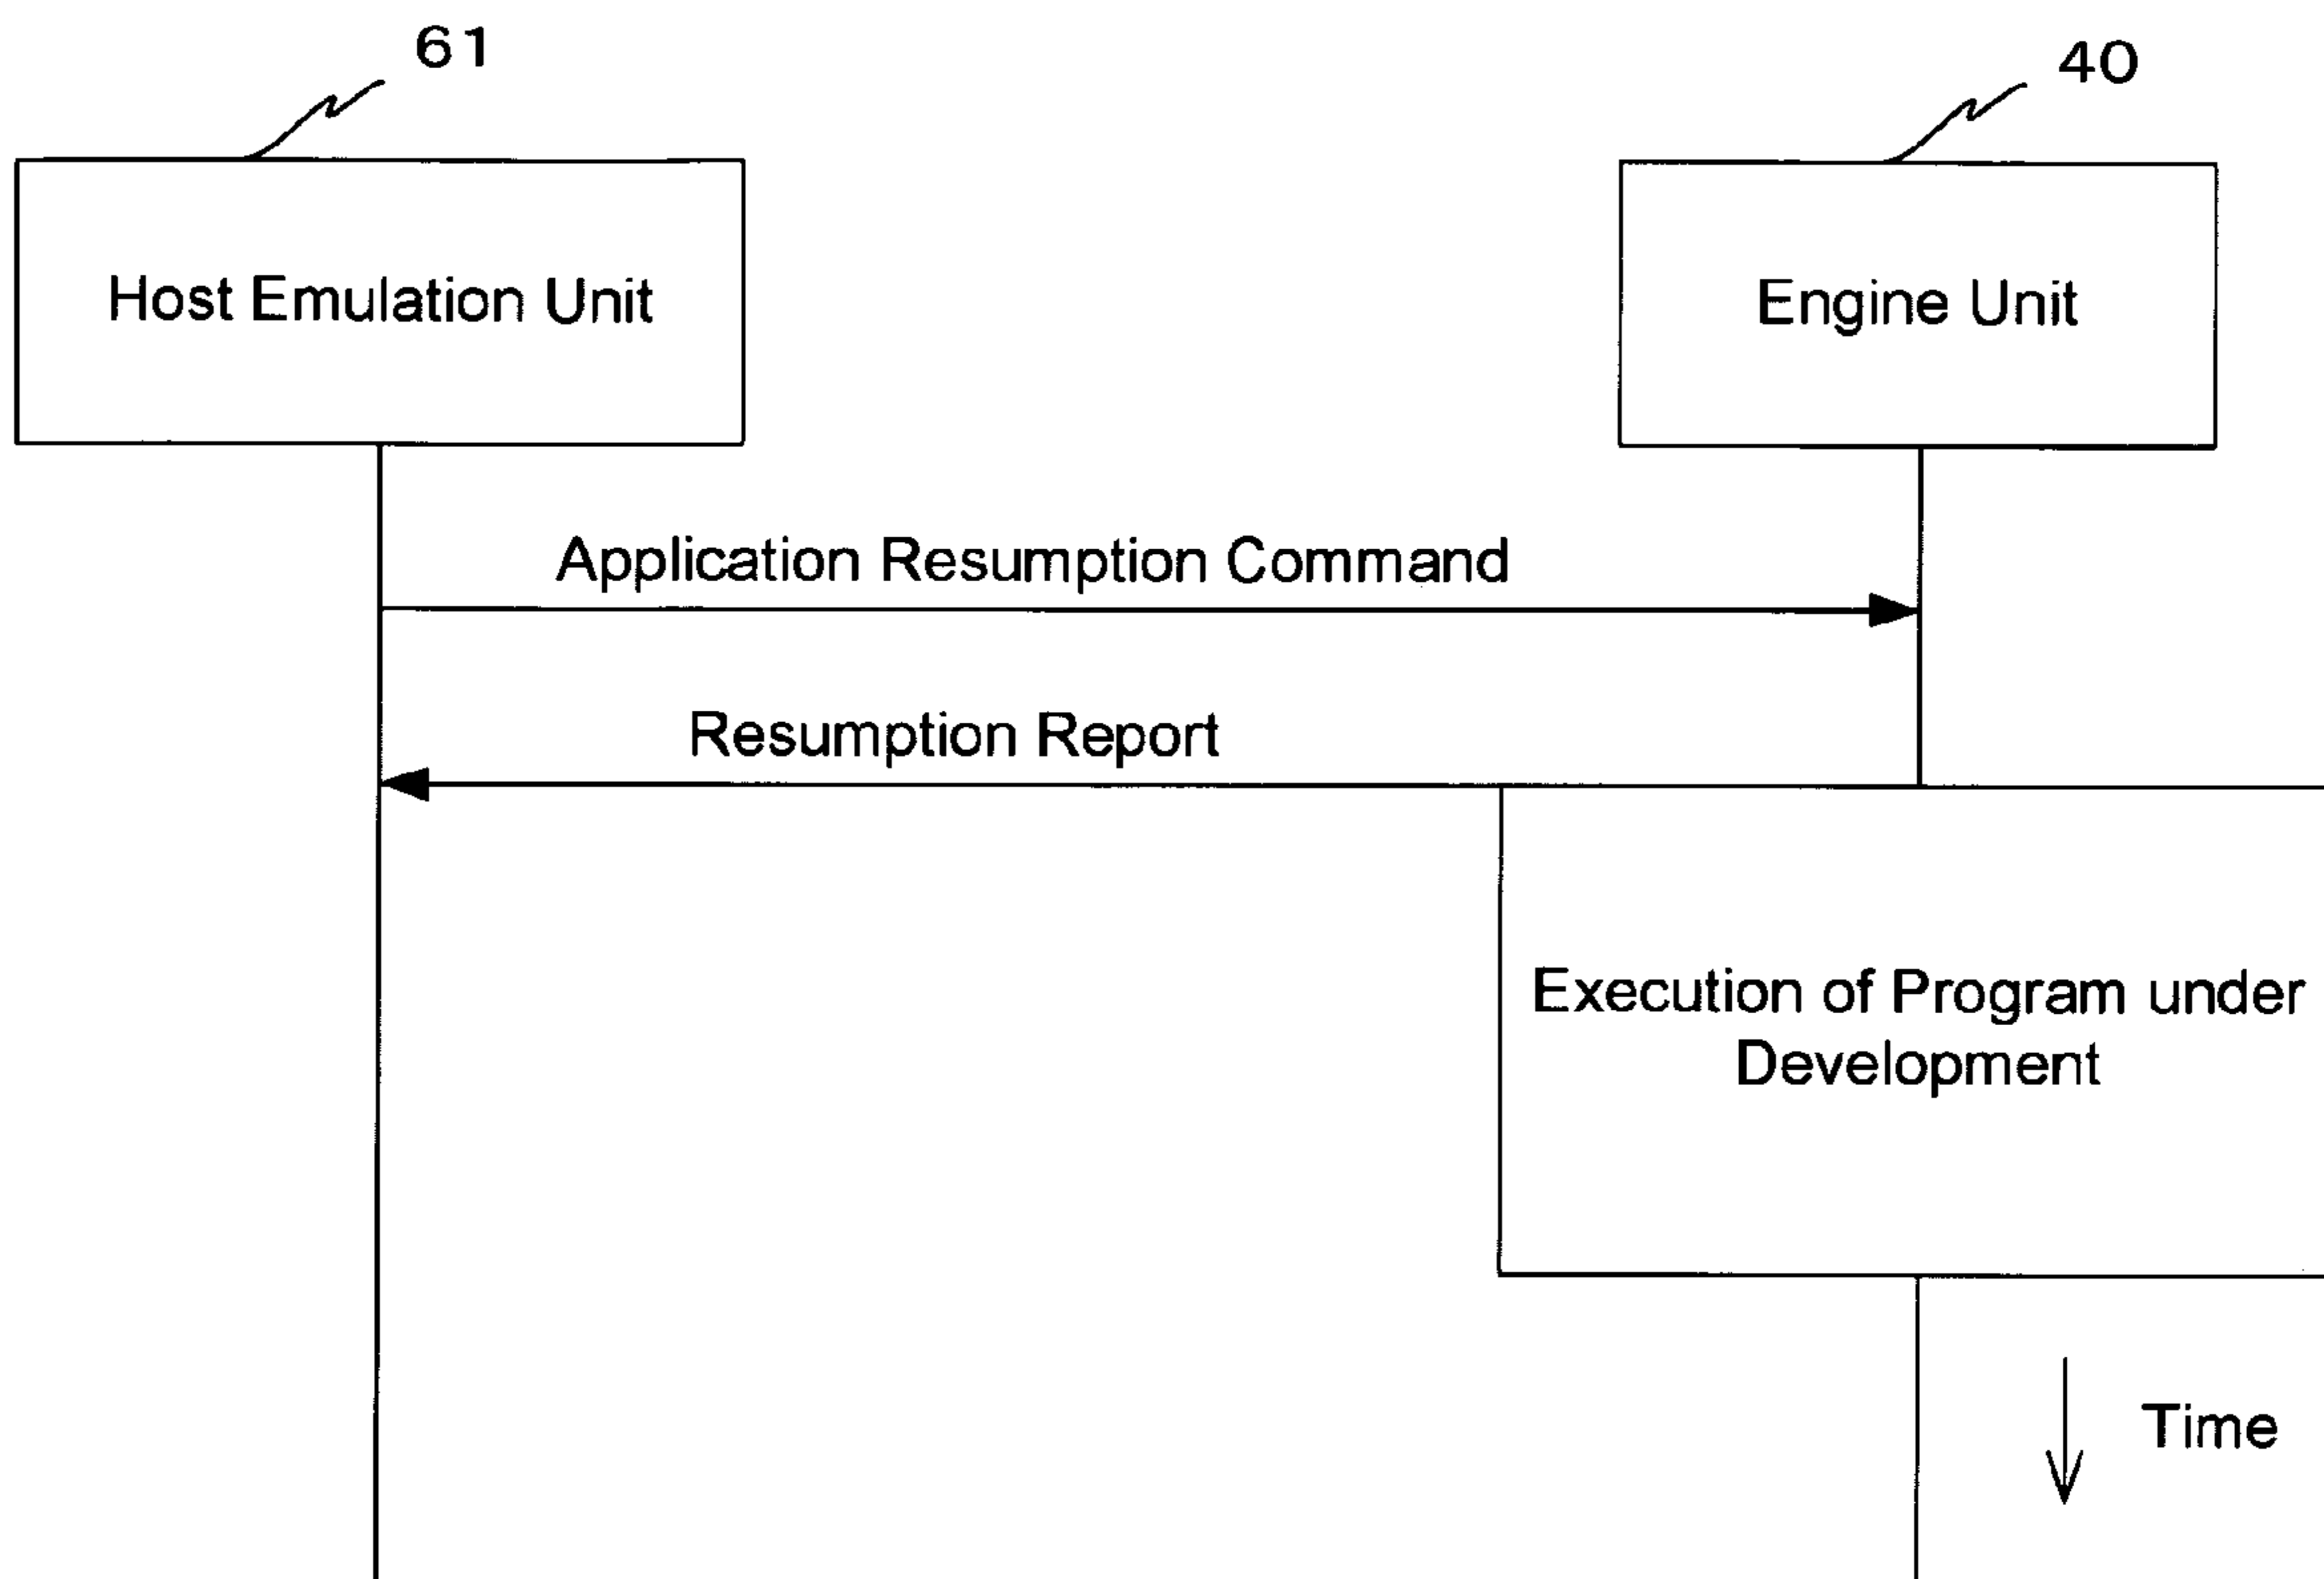 61
40
Host Emulation Unit
Engine Unit
Application Resumption Command
Resumption Report
Execution of Program under
Development
Time